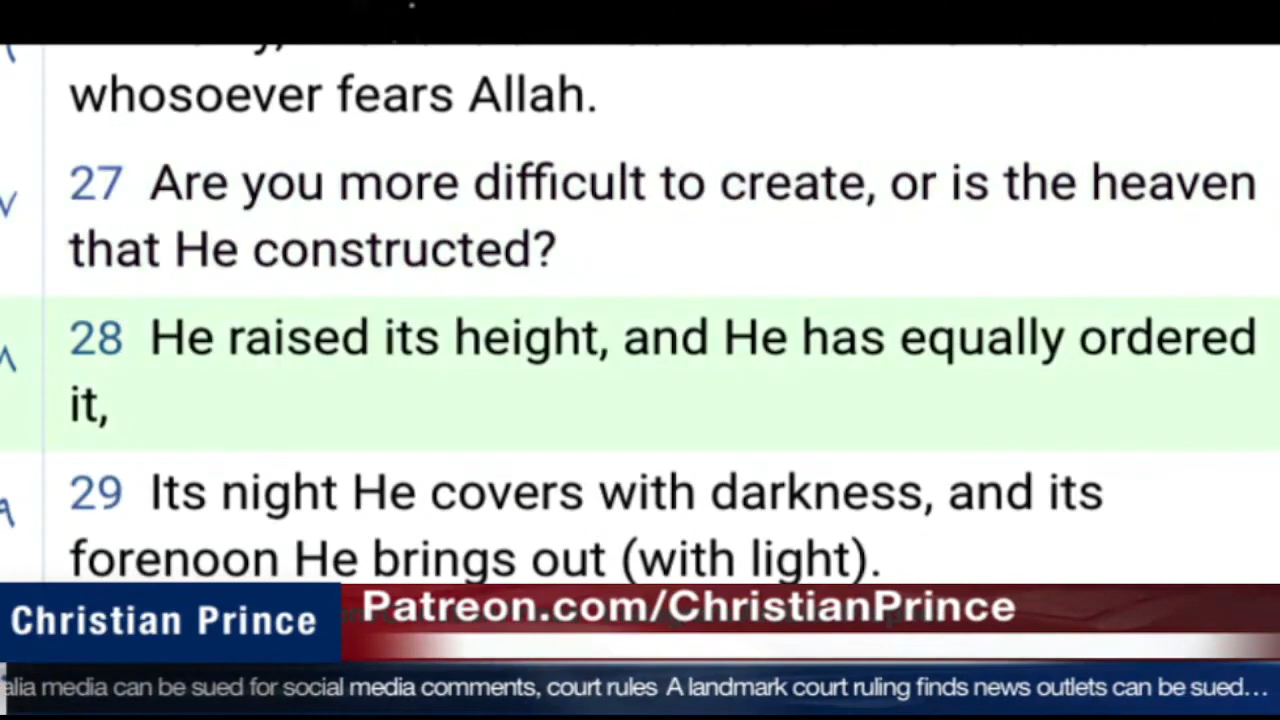 whosoever fears Allah.
27 Are you more difficult to create, or is the heaven
that He constructed?
28 He raised its height, and He has equally ordered
it,
29 Its night He covers with darkness, and its
forenoon He brings out (with light).
Christian Prince
Patreon.com/ChristianPrince
alia media can be sued for social media comments, court rules A landmark court ruling finds news outlets can be sued...